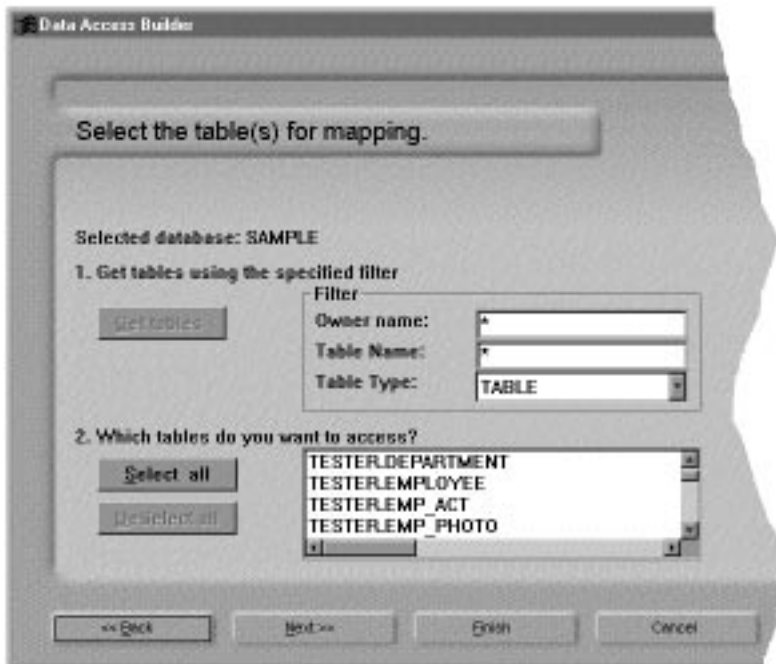 Data Access Builder
Select the table(s) for mapping.
Selected database: SAMPLE
1. Get tables using the specified filter
Get tables
Filter
Owner name: *
Table Name: *
Table Type: TABLE
2. Which tables do you want to access?
Select all
Deselect all
TESTER.DEPARTMENT
TESTER.EMPLOYEE
TESTER.EMP_ACT
TESTER.EMP_PHOTO
<< Back Next >> Finish Cancel